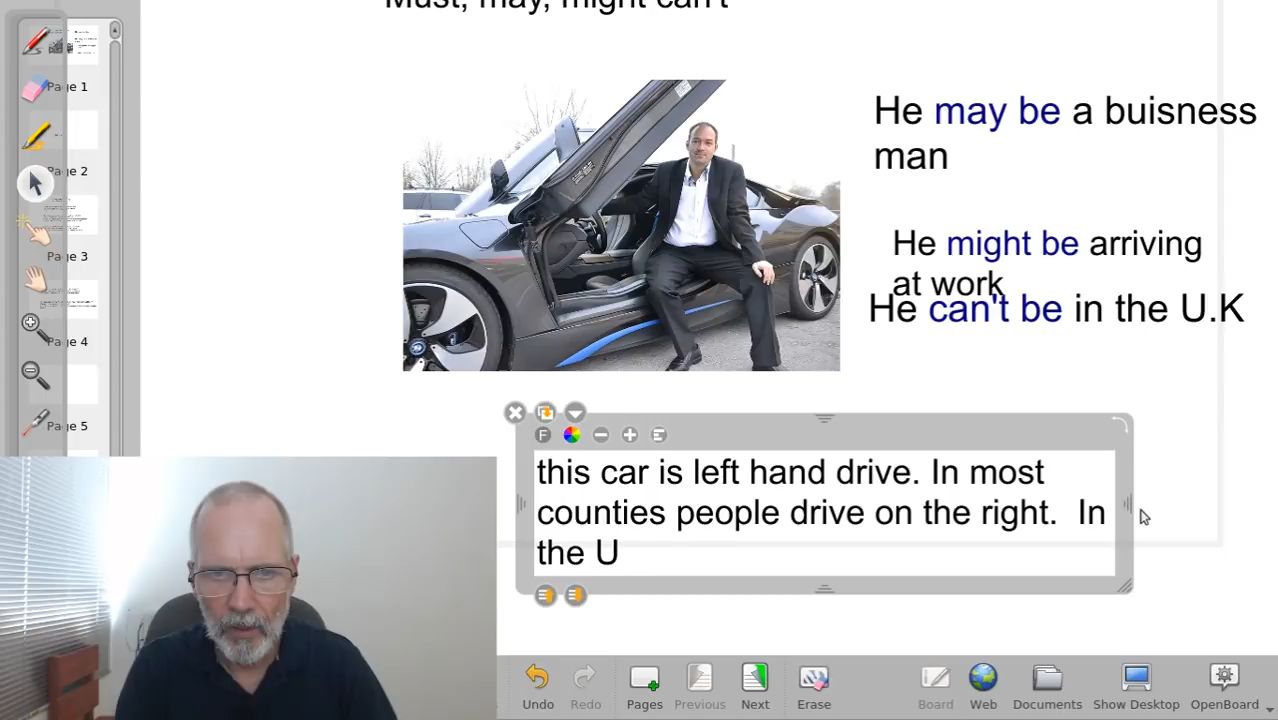 Must, may, might can't
Page 1
Page 2
Page 3
Page 4
Page 5
He may be a buisness
man
He might be arriving
at work
He can't be in the U.K
F
this car is left hand drive. In most
counties people drive on the right. In
the U
Undo
Redo
Pages
Previous
Next
Erase
Board
Web
Documents
Show Desktop
OpenBoard